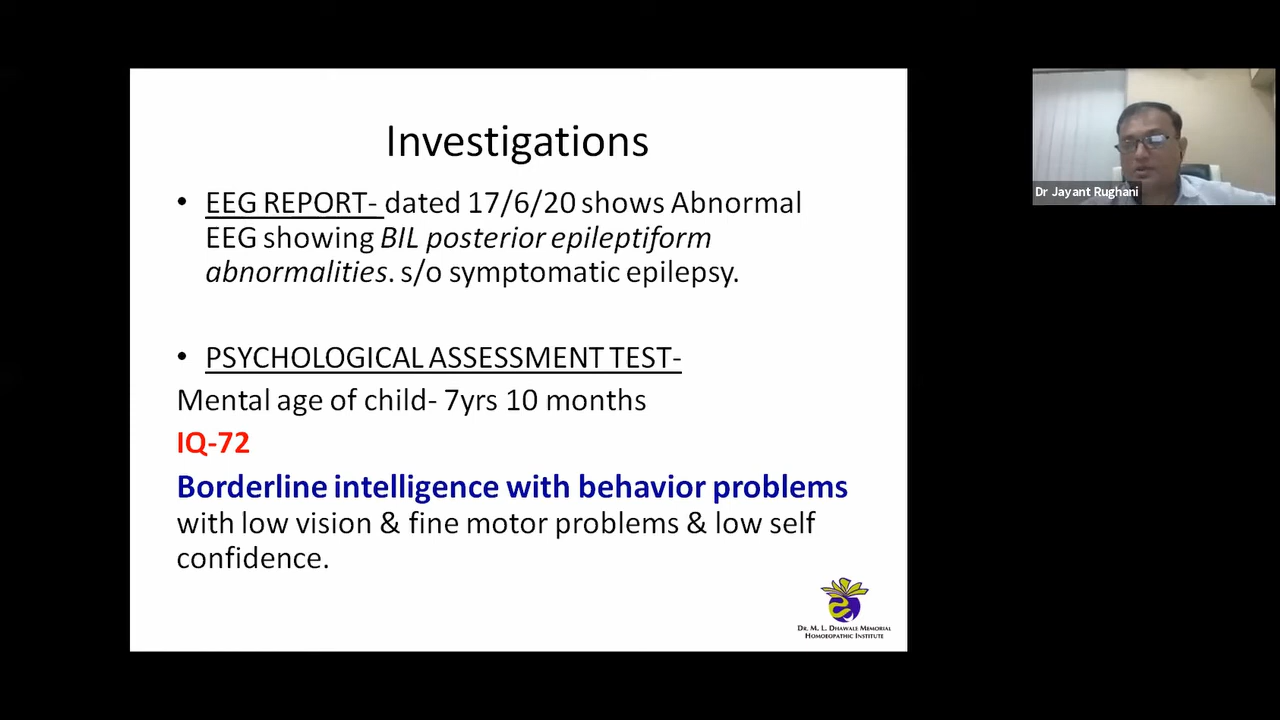 Investigations
• EEG REPORT- dated 17/6/20 shows Abnormal
EEG showing BIL posterior epileptiform
abnormalities. s/o symptomatic epilepsy.
• PSYCHOLOGICAL ASSESSMENT TEST-
Mental age of child- 7yrs 10 months
IQ-72
Borderline intelligence with behavior problems
with low vision & fine motor problems & low self
confidence.
DR. M. L. DHAWALE MEMORIAL
HOMOEOPATHIC INSTITUTE
Dr Jayant Rughani